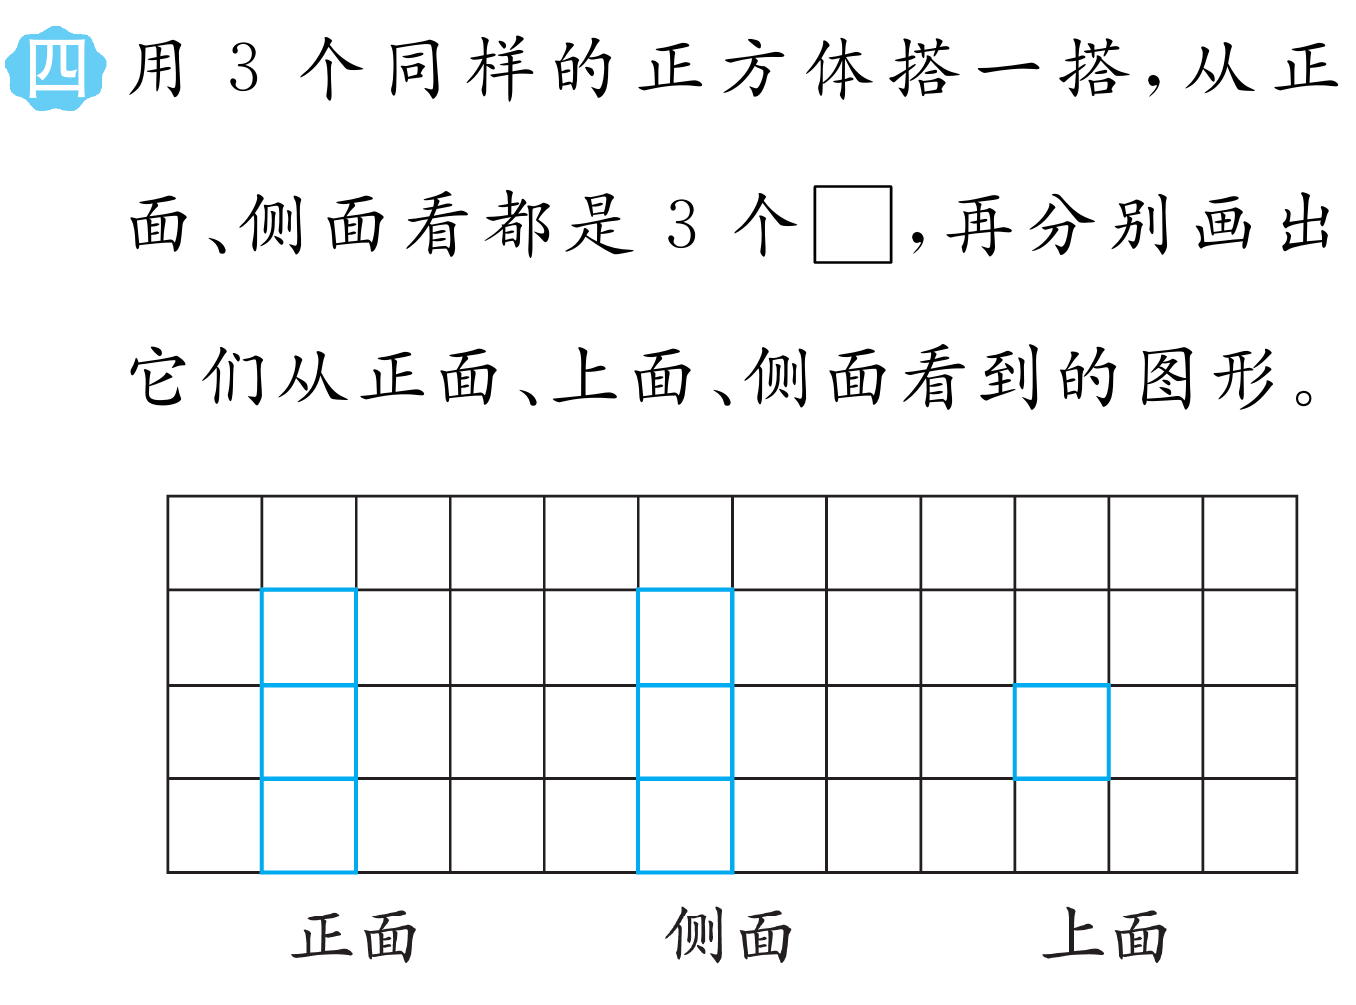 四 用 3 个同样的正方体搭一搭,从正
面、侧面看都是 3 个□,再分别画出
它们从正面、上面、侧面看到的图形。
正面 侧面 上面